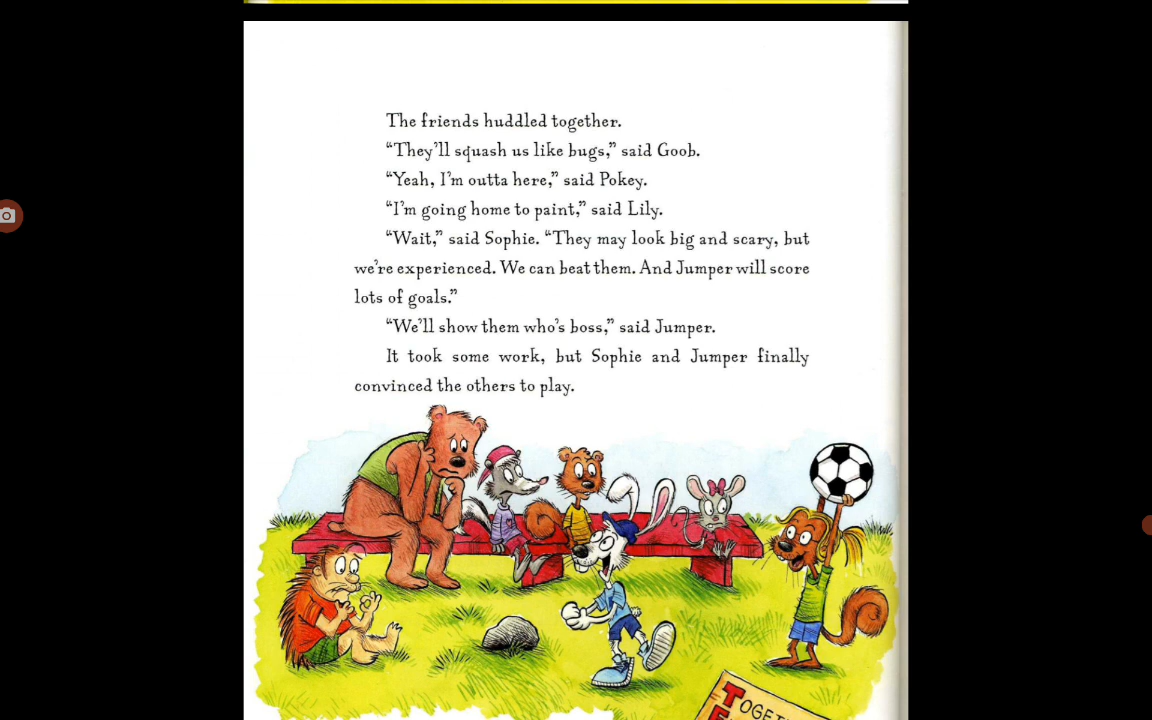 The friends huddled together.
“They’ll squash us like bugs,” said Goob.
“Yeah, I’m outta here,” said Pokey.
“I’m going home to paint,” said Lily.
“Wait,” said Sophie. “They may look big and scary, but
we’re experienced. We can beat them. And Jumper will score
lots of goals.”
“We’ll show them who’s boss,” said Jumper.
It took some work, but Sophie and Jumper finally
convinced the others to play.